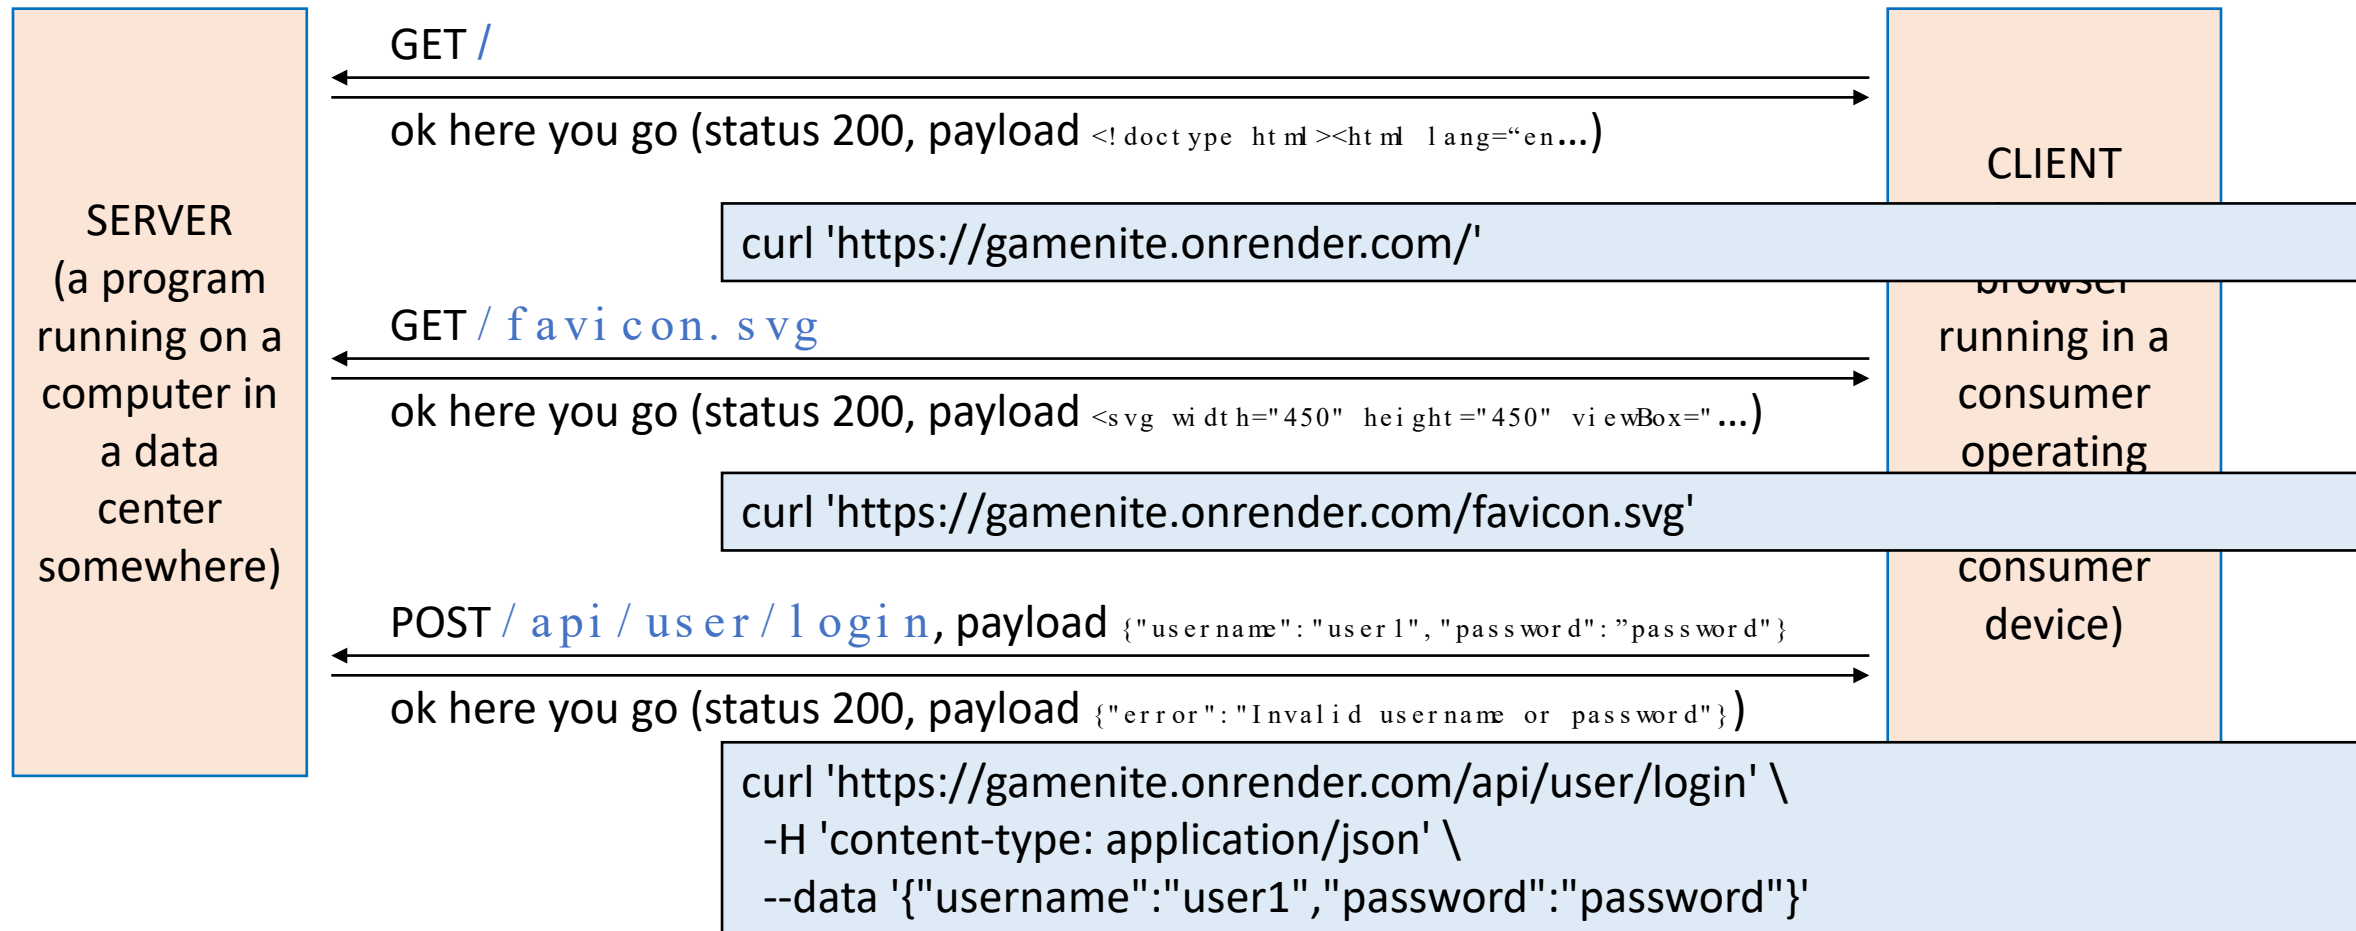 GET /
ok here you go (status 200, payload <!doctype html><html lang=“en…)
SERVER
(a program
running on a
computer in
a data
center
somewhere)
CLIENT
browser
running in a
consumer
operating
consumer
device)
curl 'https://gamenite.onrender.com/'
GET /favicon.svg
ok here you go (status 200, payload <svg width="450" height="450" viewBox="…)
curl 'https://gamenite.onrender.com/favicon.svg'
POST /api/user/login, payload {"username":"user1","password":”password"}
ok here you go (status 200, payload {"error":"Invalid username or password"})
curl 'https://gamenite.onrender.com/api/user/login' \
-H 'content-type: application/json' \
--data '{"username":"user1","password":"password"}'